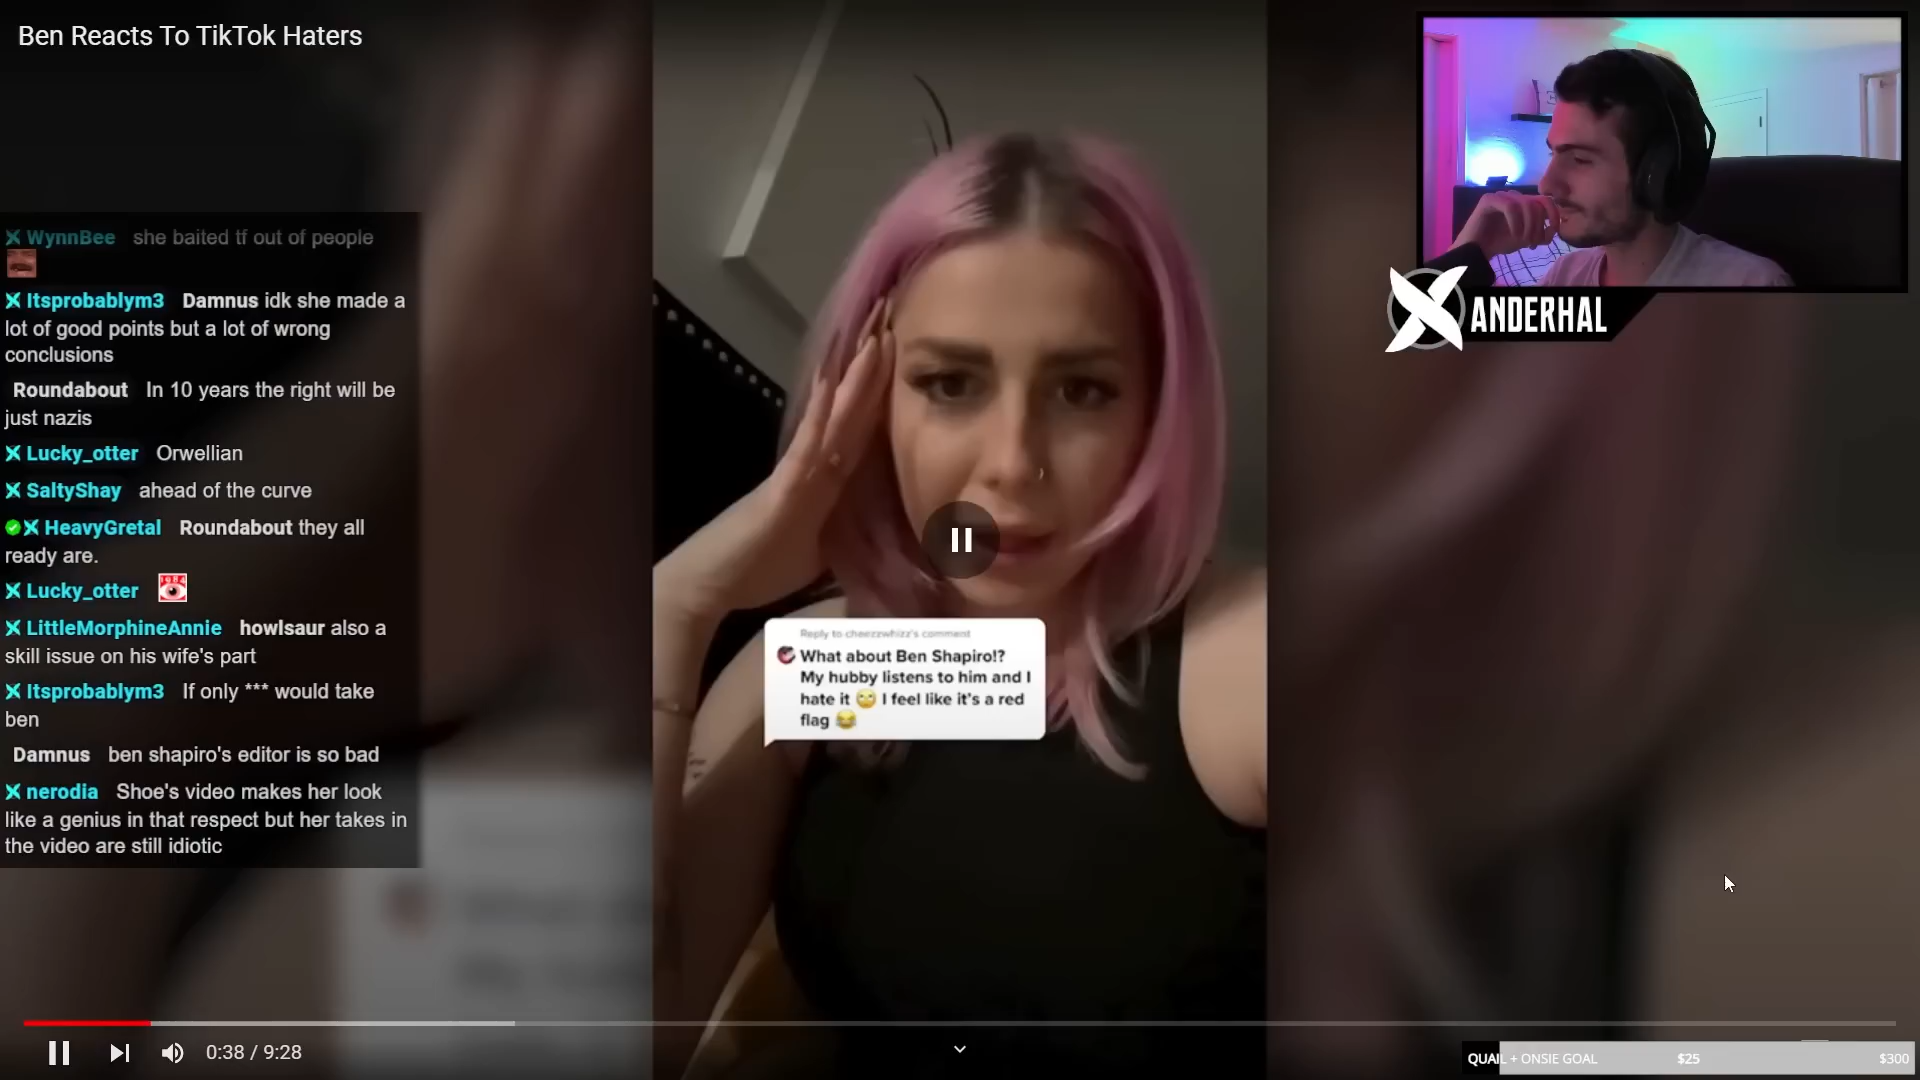 Ben Reacts To TikTok Haters
WynnBee she baited tf out of people
Itsprobablym3 Damnus idk she made a
lot of good points but a lot of wrong
conclusions
Roundabout In 10 years the right will be
just nazis
Lucky_otter Orwellian
SaltyShay ahead of the curve
HeavyGretal Roundabout they all
ready are.
Lucky_otter
1984
LittleMorphineAnnie howlsaur also a
skill issue on his wife's part
Itsprobablym3 If only *** would take
ben
Damnus ben shapiro's editor is so bad
nerodia Shoe's video makes her look
like a genius in that respect but her takes in
the video are still idiotic
Reply to cheezzwhizz's comment
What about Ben Shapiro!?
My hubby listens to him and I
hate it 🙄 I feel like it's a red
flag 😂
XANDERHAL
0:38 / 9:28
QUAIL + ONSIE GOAL $25 $300